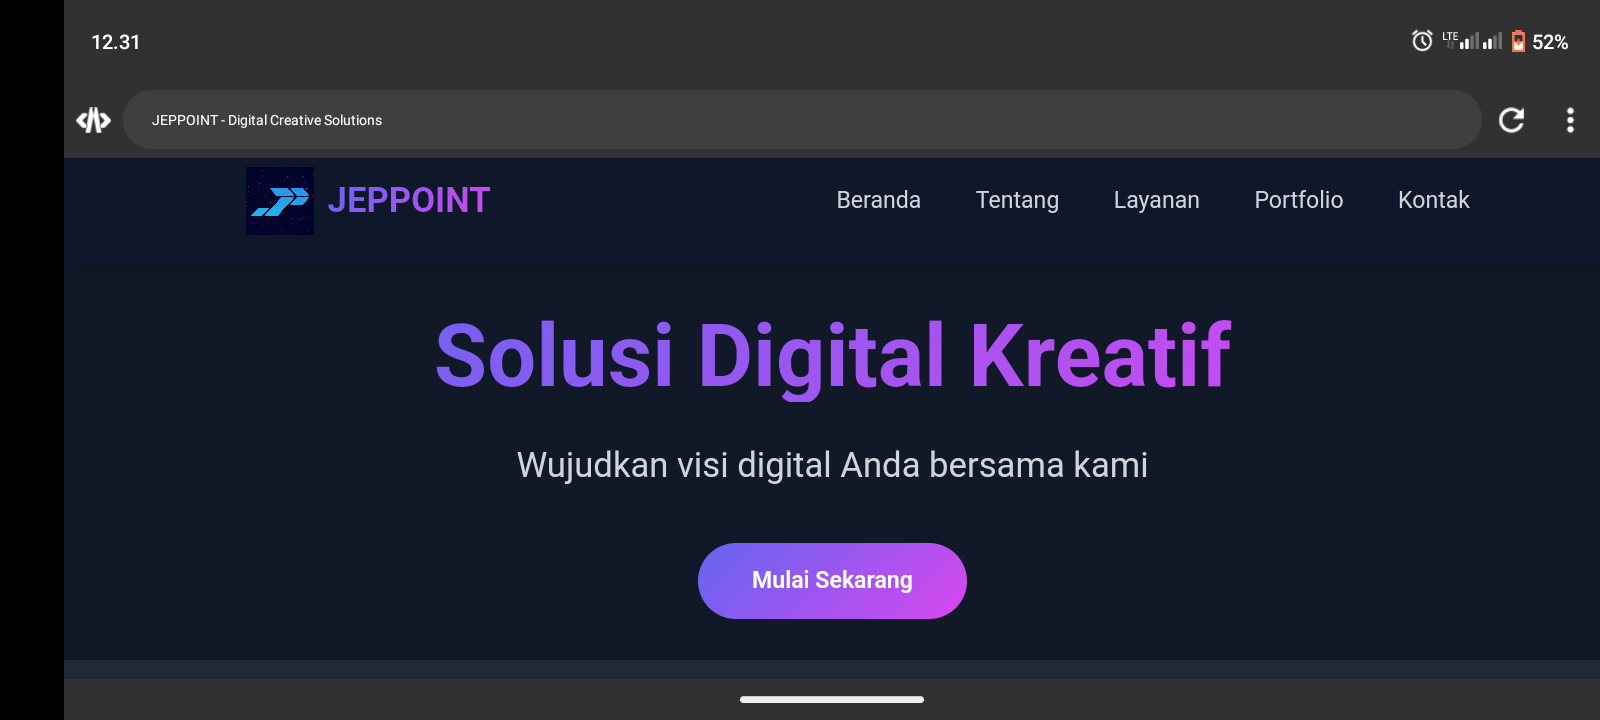 12.31
LTE
52%
JEPPOINT - Digital Creative Solutions
JEPPOINT
Beranda Tentang Layanan Portfolio Kontak
Solusi Digital Kreatif
Wujudkan visi digital Anda bersama kami
Mulai Sekarang